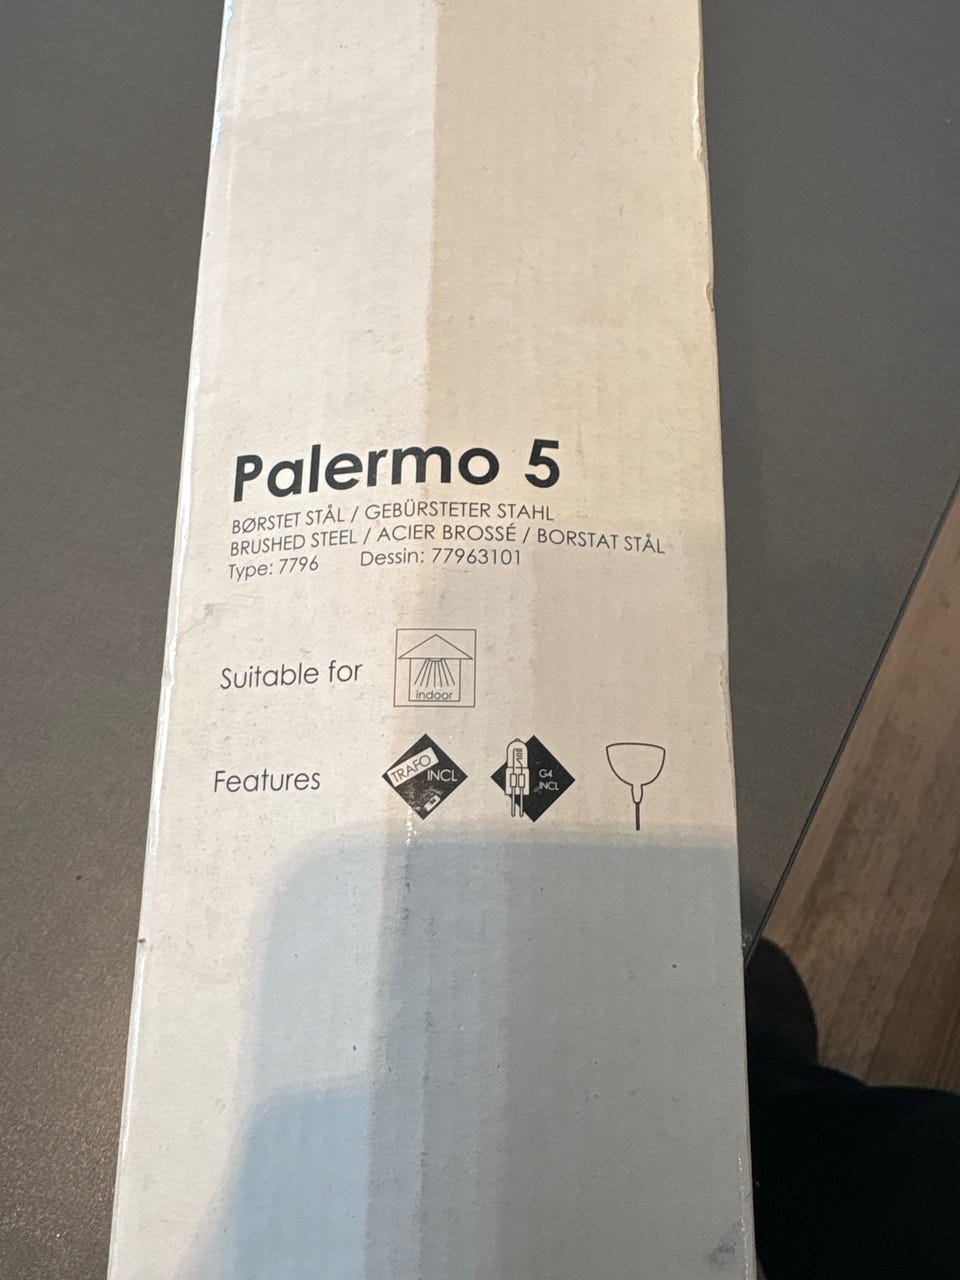 Palermo 5
BØRSTET STÅL / GEBÜRSTETER STAHL
BRUSHED STEEL / ACIER BROSSÉ / BORSTAT STÅL
Type: 7796 Dessin: 77963101
Suitable for
indoor
Features
TRAFO INCL
G4 INCL